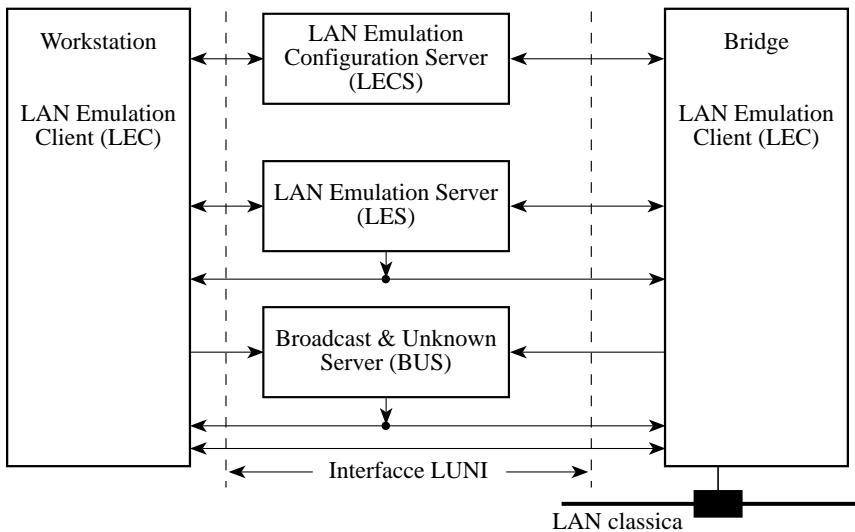 Workstation
LAN Emulation
Client (LEC)
LAN Emulation
Configuration Server
(LECS)
LAN Emulation Server
(LES)
Broadcast & Unknown
Server (BUS)
Interfacce LUNI
Bridge
LAN Emulation
Client (LEC)
LAN classica